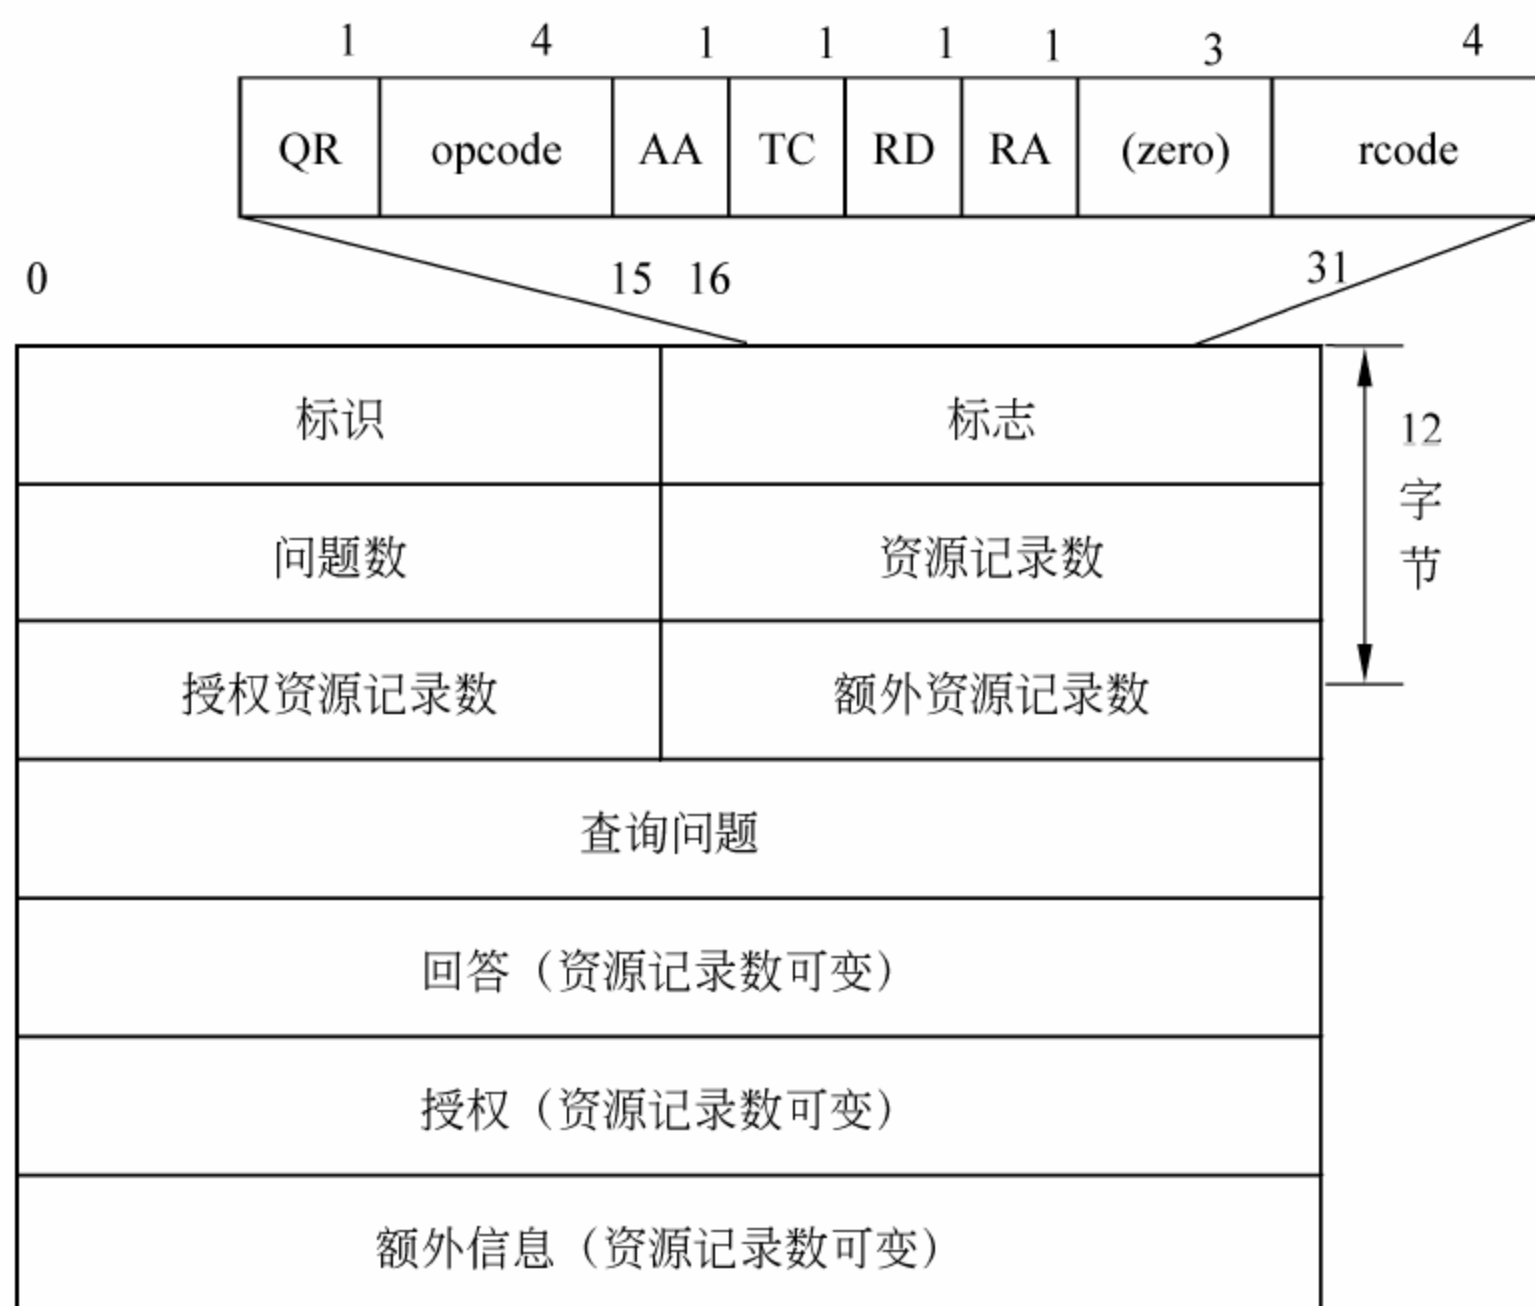 1 4 1 1 1 1 3 4
QR opcode AA TC RD RA (zero) rcode
0 15 16 31
标识 标志
12
字
节
问题数 资源记录数
授权资源记录数 额外资源记录数
查询问题
回答（资源记录数可变）
授权（资源记录数可变）
额外信息（资源记录数可变）